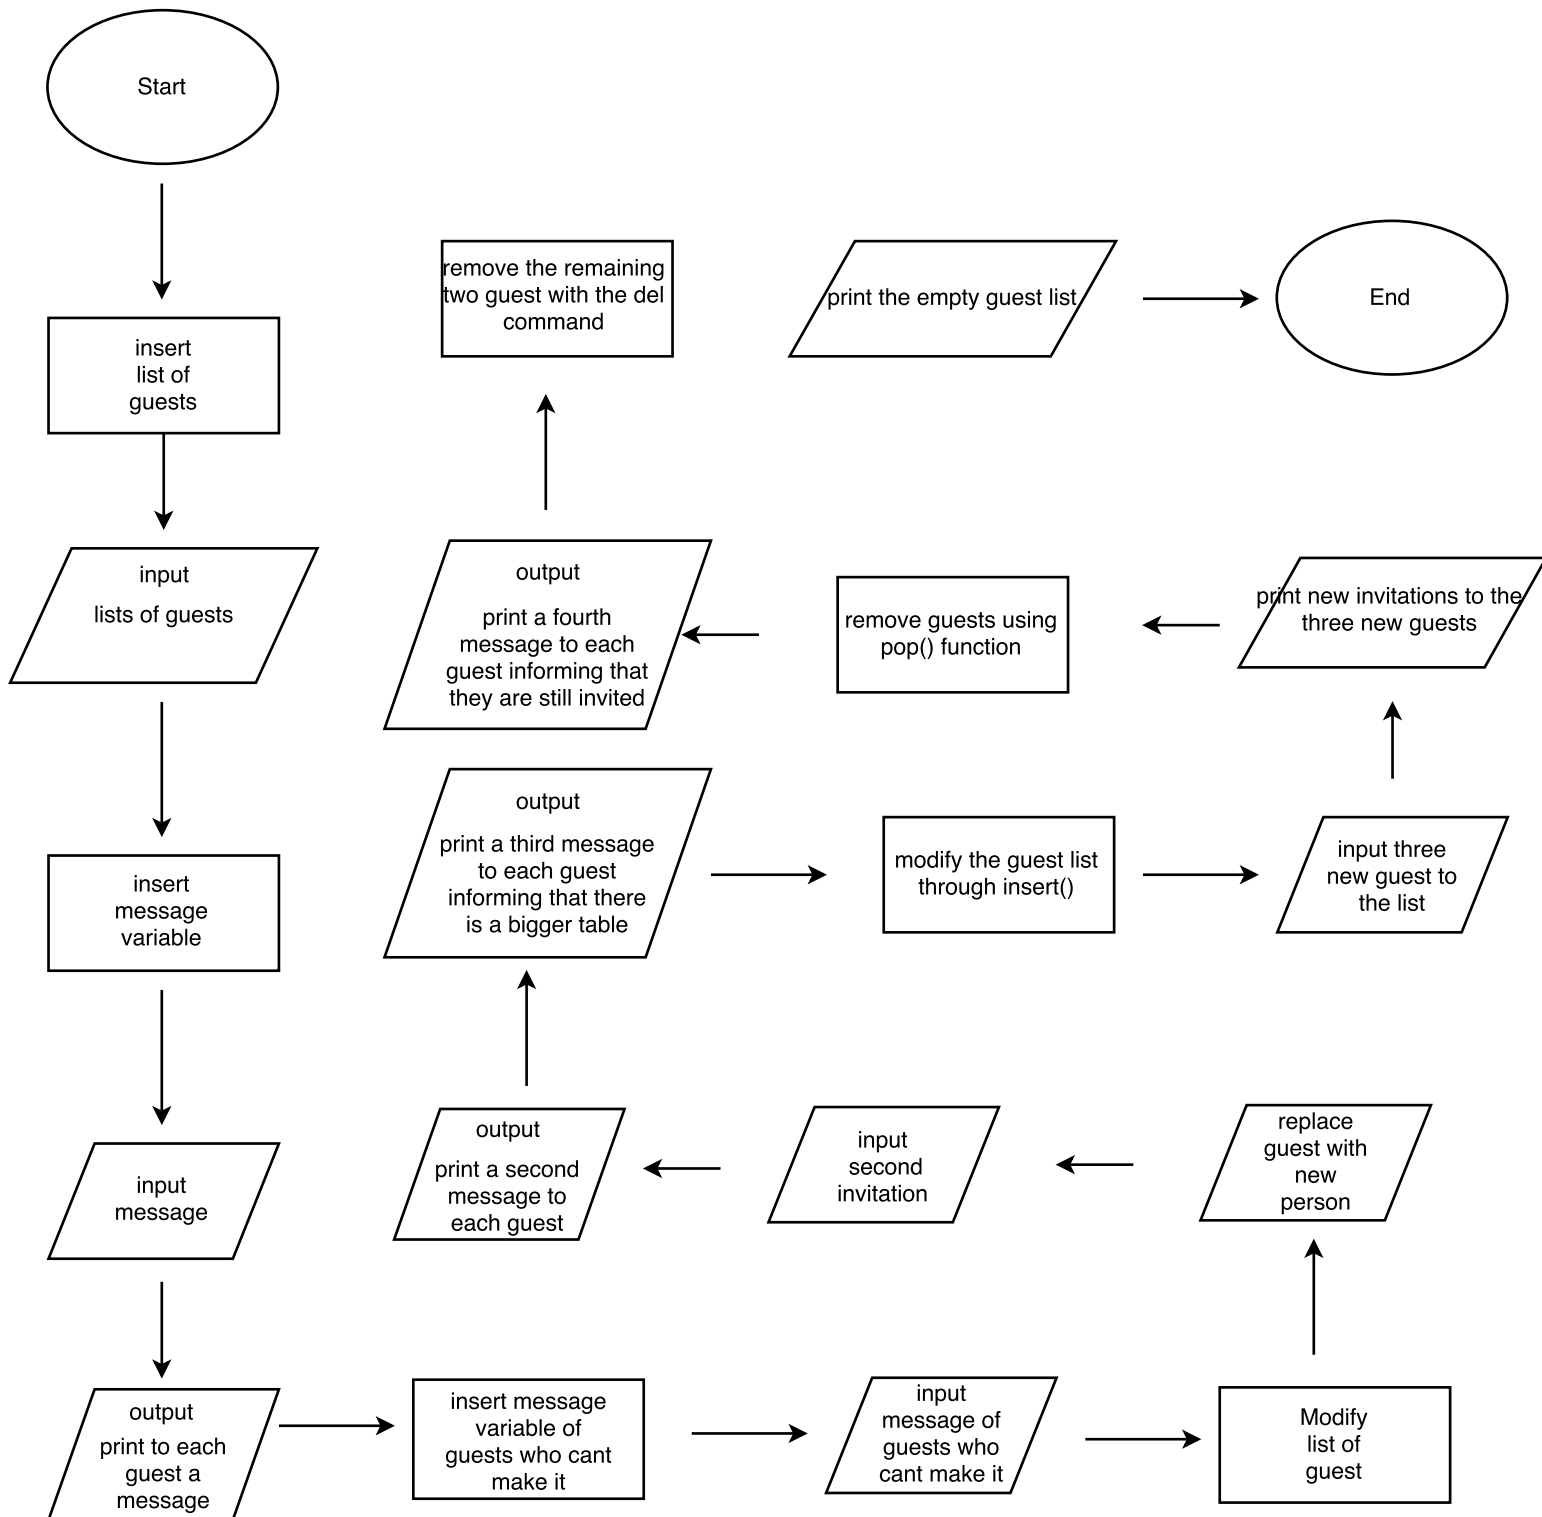 Start
insert
list of
guests
input
lists of guests
insert
message
variable
input
message
output
print to each
guest a
message
insert message
variable of
guests who cant
make it
input
message of
guests who
cant make it
Modify
list of
guest
replace
guest with
new
person
input
second
invitation
output
print a second
message to
each guest
output
print a third message
to each guest
informing that there
is a bigger table
modify the guest list
through insert()
input three
new guest to
the list
print new invitations to the
three new guests
remove guests using
pop() function
output
print a fourth
message to each
guest informing that
they are still invited
remove the remaining
two guest with the del
command
print the empty guest list
End